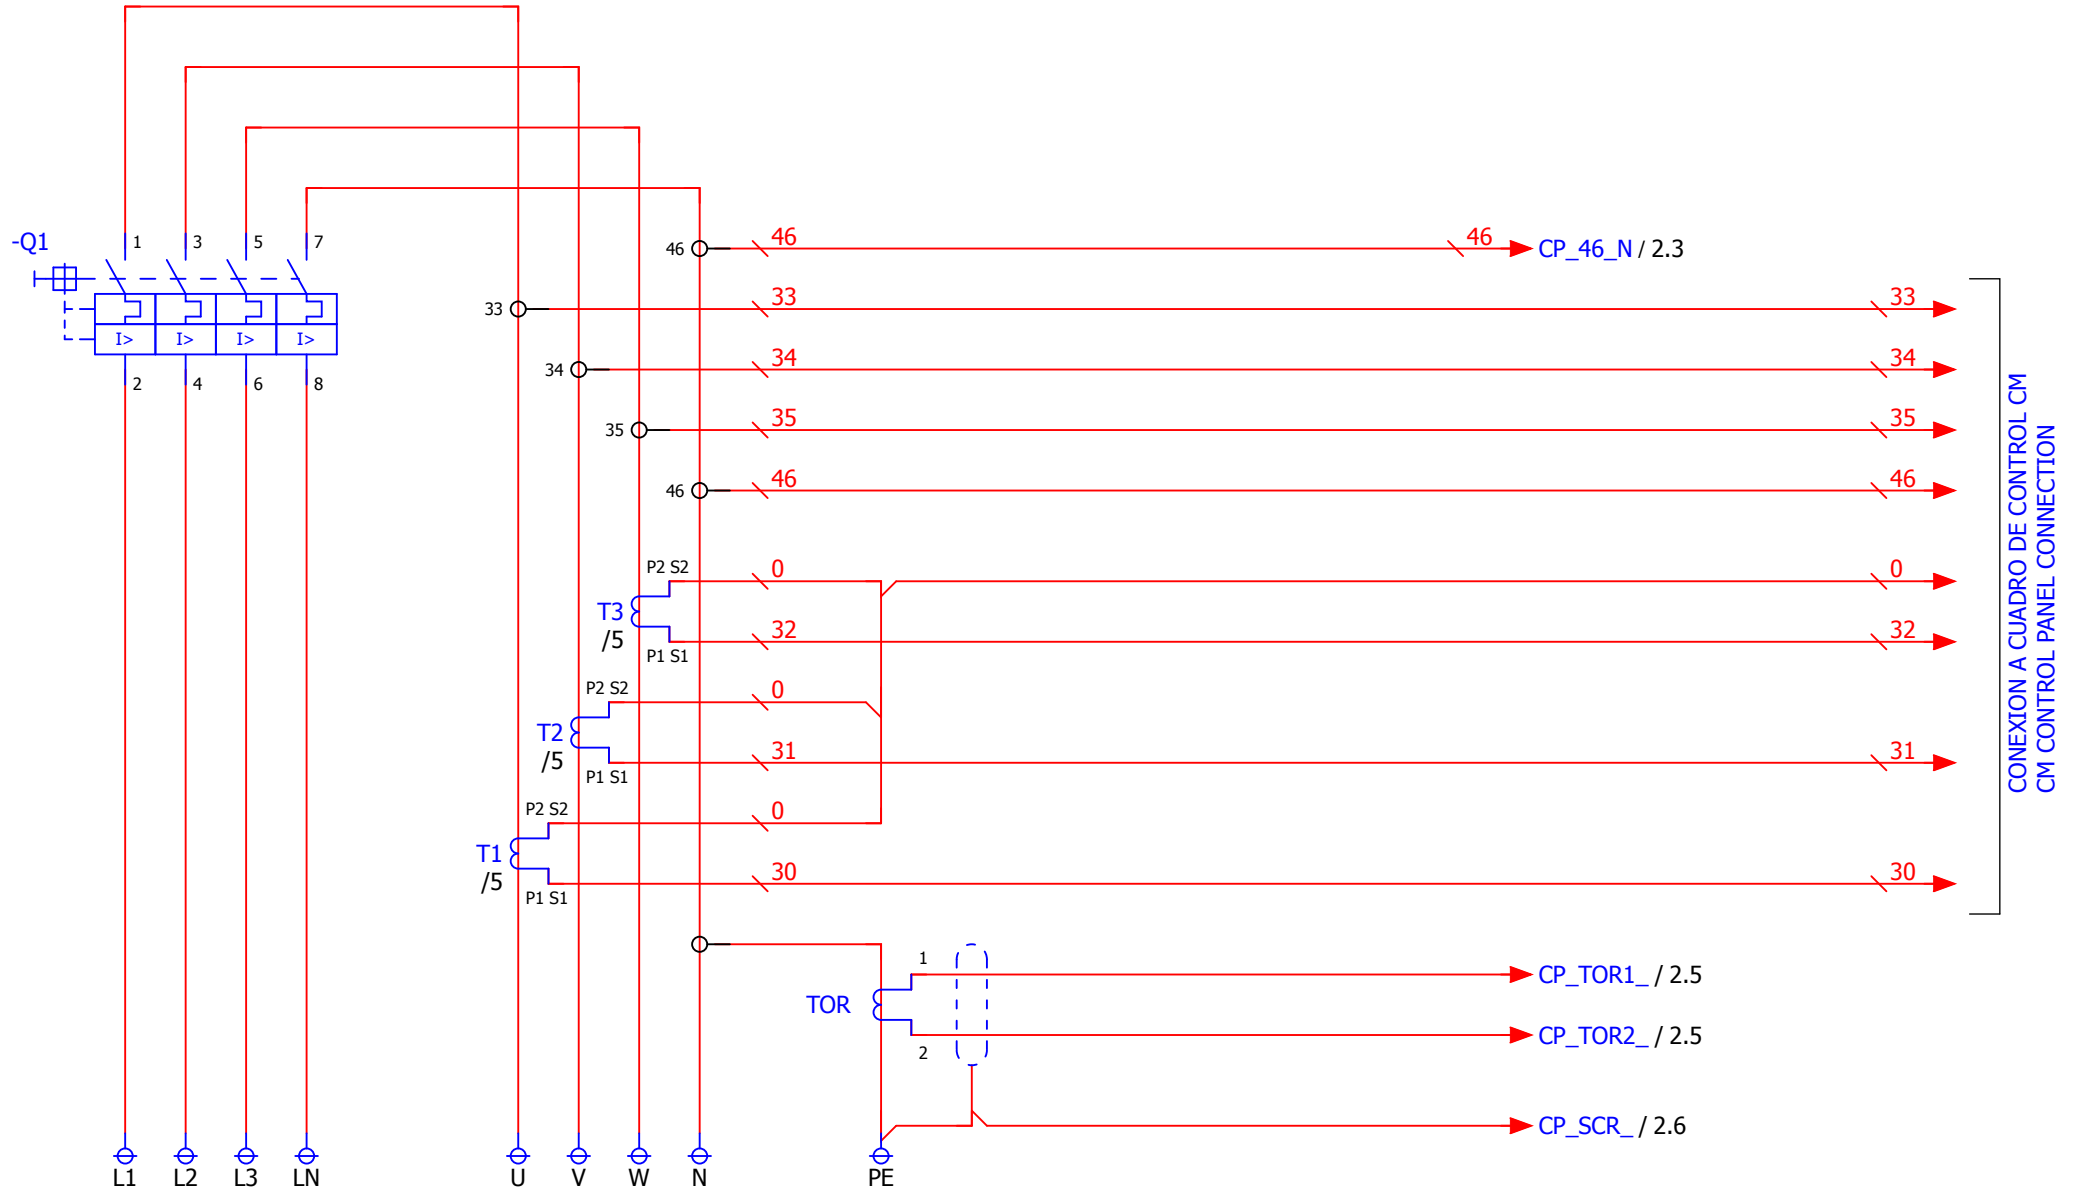 -Q1
1 3 5 7
I> I> I> I>
2 4 6 8
46 46 46 CP_46_N / 2.3
33 33 33
34 34 34
35 35 35
46 46 46
P2 S2 0 0
T3
/5
P1 S1 32 32
P2 S2 0
T2
/5
P1 S1 31 31
P2 S2 0
T1
/5
P1 S1 30 30
CONEXION A CUADRO DE CONTROL CM
CM CONTROL PANEL CONNECTION
TOR
1 CP_TOR1_ / 2.5
2 CP_TOR2_ / 2.5
CP_SCR_ / 2.6
L1 L2 L3 LN U V W N PE